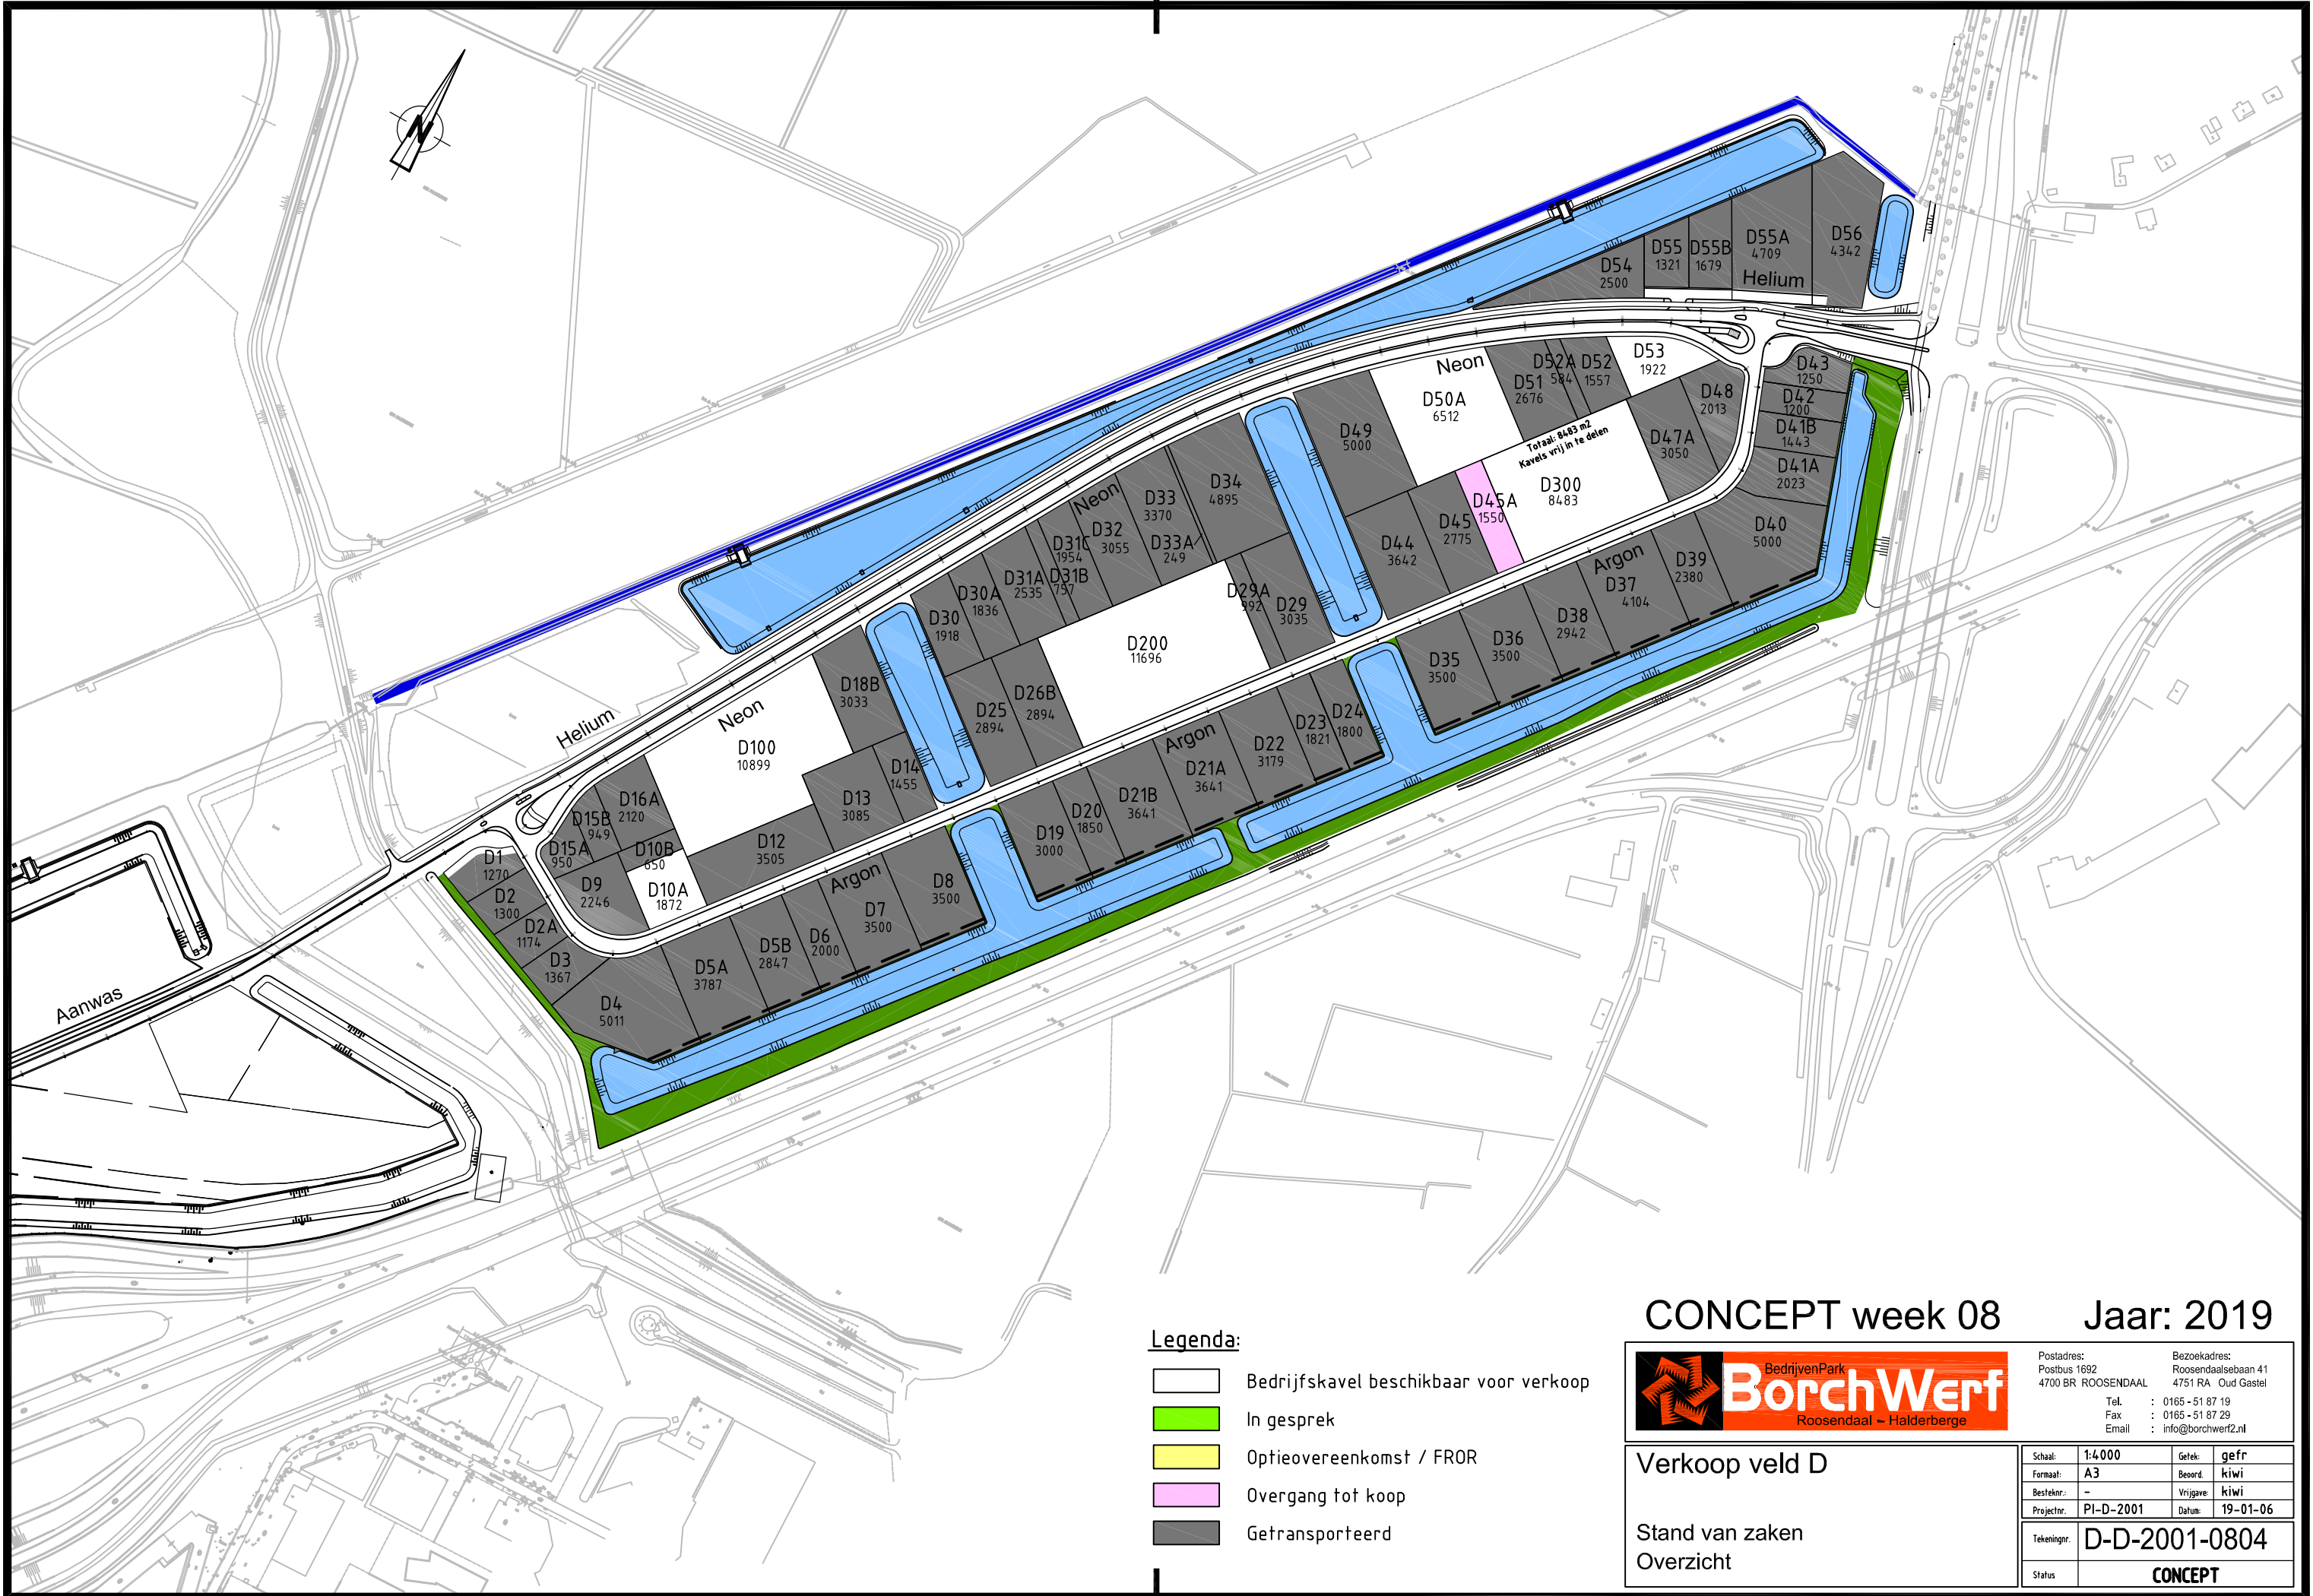 N
D56
4342
D55A
4709
D55B
1679
D55
1321
D54
2500
Helium
D53
1922
D52
1557
D52A
584
D51
2676
Neon
D50A
6512
D49
5000
D48
2013
D47A
3050
D43
1250
D42
1200
D41B
1443
D41A
2023
D40
5000
Totaal: 8483 m2
Kavels vrij in te delen
D300
8483
D45A
1550
D45
2775
D44
3642
Argon
D39
2380
D37
4104
D38
2942
D36
3500
D35
3500
D34
4895
D33
3370
D33A
249
Neon
D32
3055
D31C
1954
D31B
757
D31A
2535
D30A
1836
D30
1918
D29A
992
D29
3035
D200
11696
D26B
2894
D25
2894
D24
1800
D23
1821
D22
3179
Argon
D21A
3641
D21B
3641
D20
1850
D19
3000
D18B
3033
Helium
Neon
D100
10899
D14
1455
D13
3085
D12
3505
D16A
2120
D15B
949
D15A
950
D10B
650
D10A
1872
D9
2246
Argon
D8
3500
D7
3500
D6
2000
D5B
2847
D5A
3787
D4
5011
D3
1367
D2A
1174
D2
1300
D1
1270
Aanwas
Legenda:
Bedrijfskavel beschikbaar voor verkoop
In gesprek
Optieovereenkomst / FROR
Overgang tot koop
Getransporteerd
CONCEPT week 08 Jaar: 2019
BedrijvenPark
BorchWerf
Roosendaal – Halderberge
Postadres: Bezoekadres:
Postbus 1692 Roosendaalsebaan 41
4700 BR ROOSENDAAL 4751 RA Oud Gastel
Tel. : 0165 - 51 87 19
Fax : 0165 - 51 87 29
Email : info@borchwerf2.nl
Verkoop veld D
Stand van zaken
Overzicht
Schaal: 1:4000 Getek: gefr
Formaat: A3 Beoord. kiwi
Besteknr.: - Vrijgave: kiwi
Projectnr. PI-D-2001 Datum: 19-01-06
Tekeningnr. D-D-2001-0804
Status CONCEPT